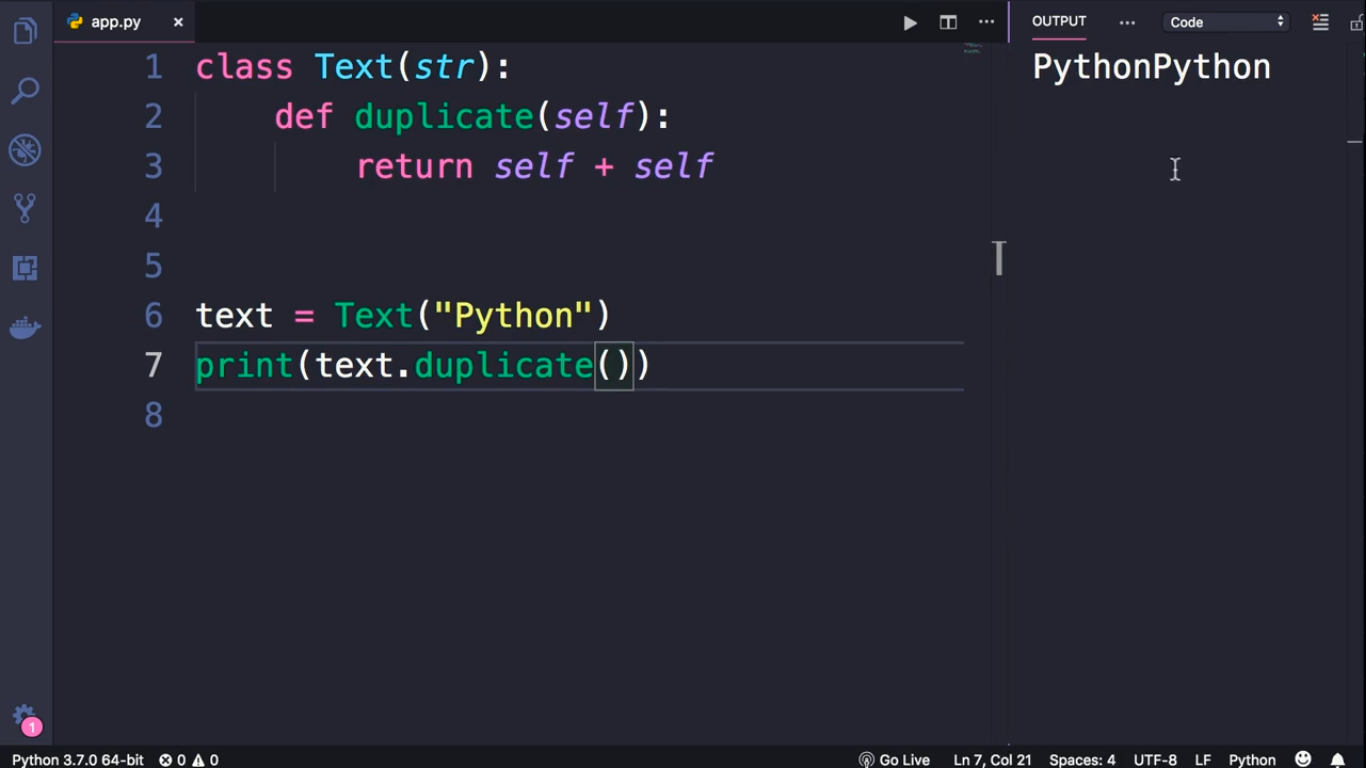 app.py ×
OUTPUT ... Code
1 class Text(str):
2     def duplicate(self):
3         return self + self
4
5
6 text = Text("Python")
7 print(text.duplicate())
8
PythonPython
1
Python 3.7.0 64-bit 0 0 Go Live Ln 7, Col 21 Spaces: 4 UTF-8 LF Python